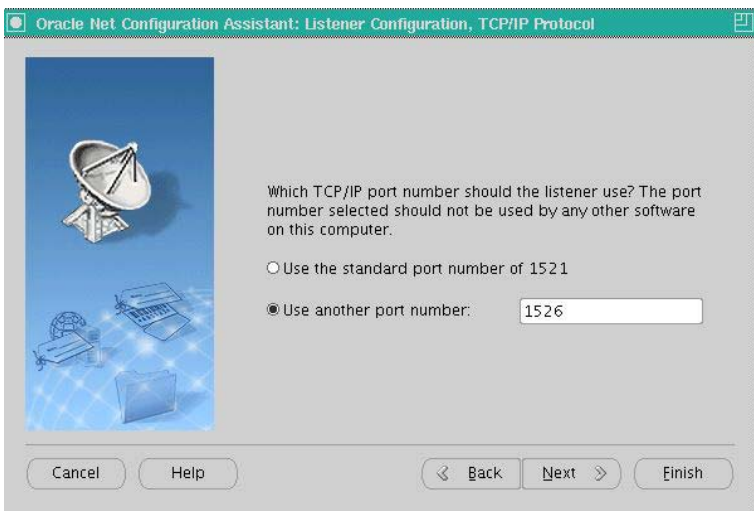 Oracle Net Configuration Assistant: Listener Configuration, TCP/IP Protocol
Which TCP/IP port number should the listener use? The port
number selected should not be used by any other software
on this computer.
Use the standard port number of 1521
Use another port number: 1526
Cancel Help Back Next Finish